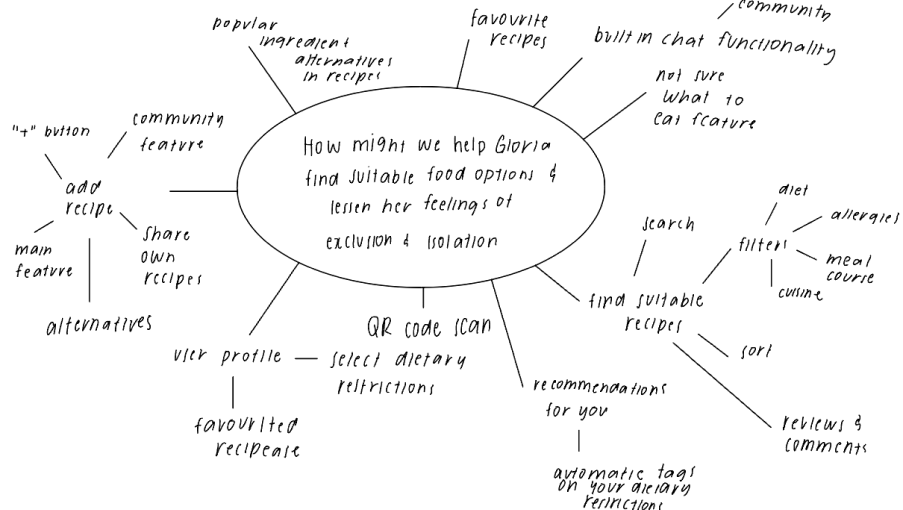 popular
ingredient
alternatives
in recipes
favourite
recipes
community
built in chat functionality
not sure
what to
eat feature
How might we help Gloria
find suitable food options &
lessen her feelings of
exclusion & isolation
"+" button
community
feature
add
recipe
main
feature
share
own
recipes
alternatives
user profile
select dietary
restrictions
favourited
recipease
QR code scan
recommendations
for you
automatic tags
on your dietary
restrictions
find suitable
recipes
search
filters
diet
allergies
meal
course
cuisine
sort
reviews &
comments